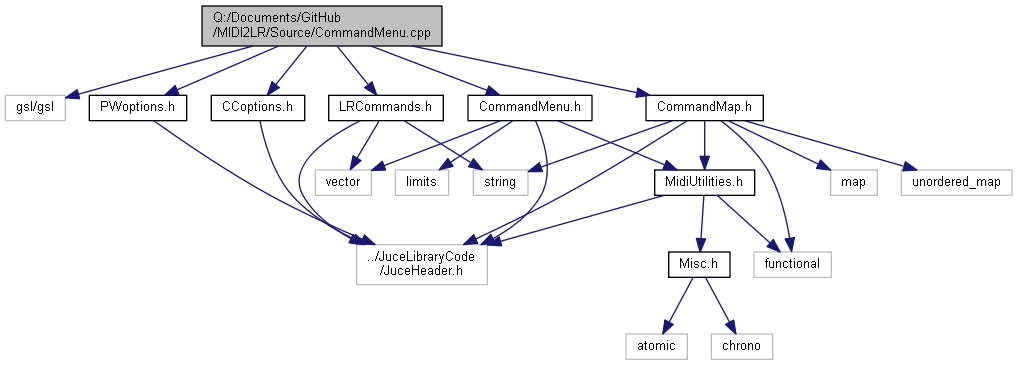 Q:/Documents/GitHub
/MIDI2LR/Source/CommandMenu.cpp
gsl/gsl
PWoptions.h
CCoptions.h
LRCommands.h
CommandMenu.h
CommandMap.h
vector
limits
string
MidiUtilities.h
map
unordered_map
../JuceLibraryCode
/JuceHeader.h
Misc.h
functional
atomic
chrono